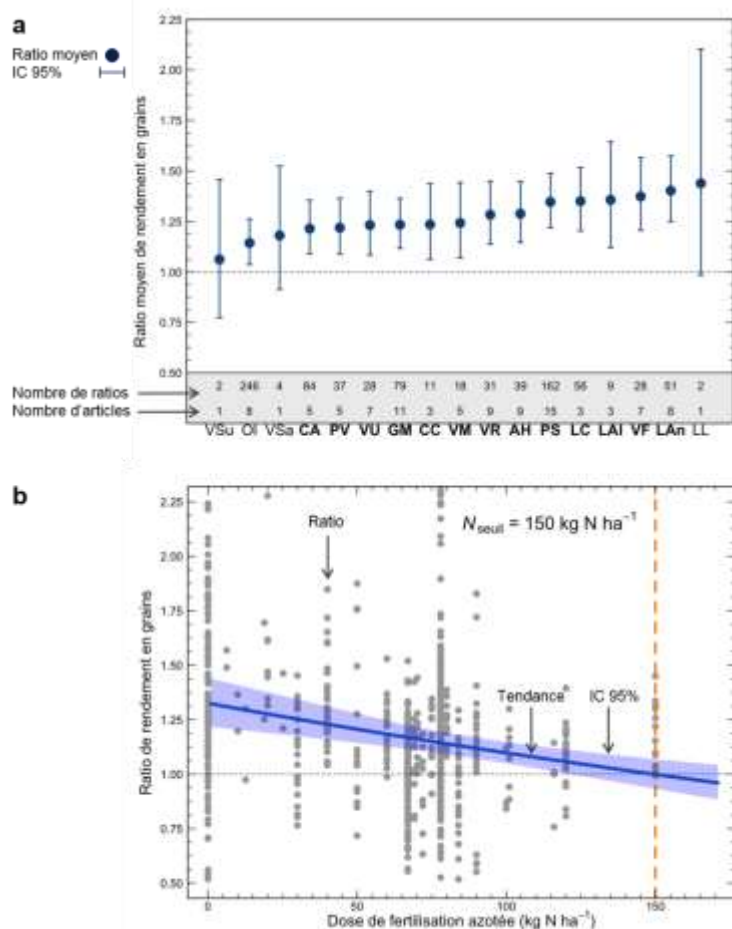 a
Ratio moyen
IC 95%
Ratio moyen de rendement en grains
2.25
2.00
1.75
1.50
1.25
1.00
0.75
0.50
Nombre de ratios 2 246 4 84 37 28 79 11 18 31 39 162 56 9 28 51 2
Nombre d'articles 1 8 1 5 5 7 11 3 5 9 9 15 3 3 7 8 1
VSu Ol VSa CA PV VU GM CC VM VR AH PS LC LAl VF LAn LL
b
Ratio de rendement en grains
2.25
2.00
1.75
1.50
1.25
1.00
0.75
0.50
Ratio
N seuil = 150 kg N ha⁻¹
Tendance
IC 95%
0 50 100 150
Dose de fertilisation azotée (kg N ha⁻¹)